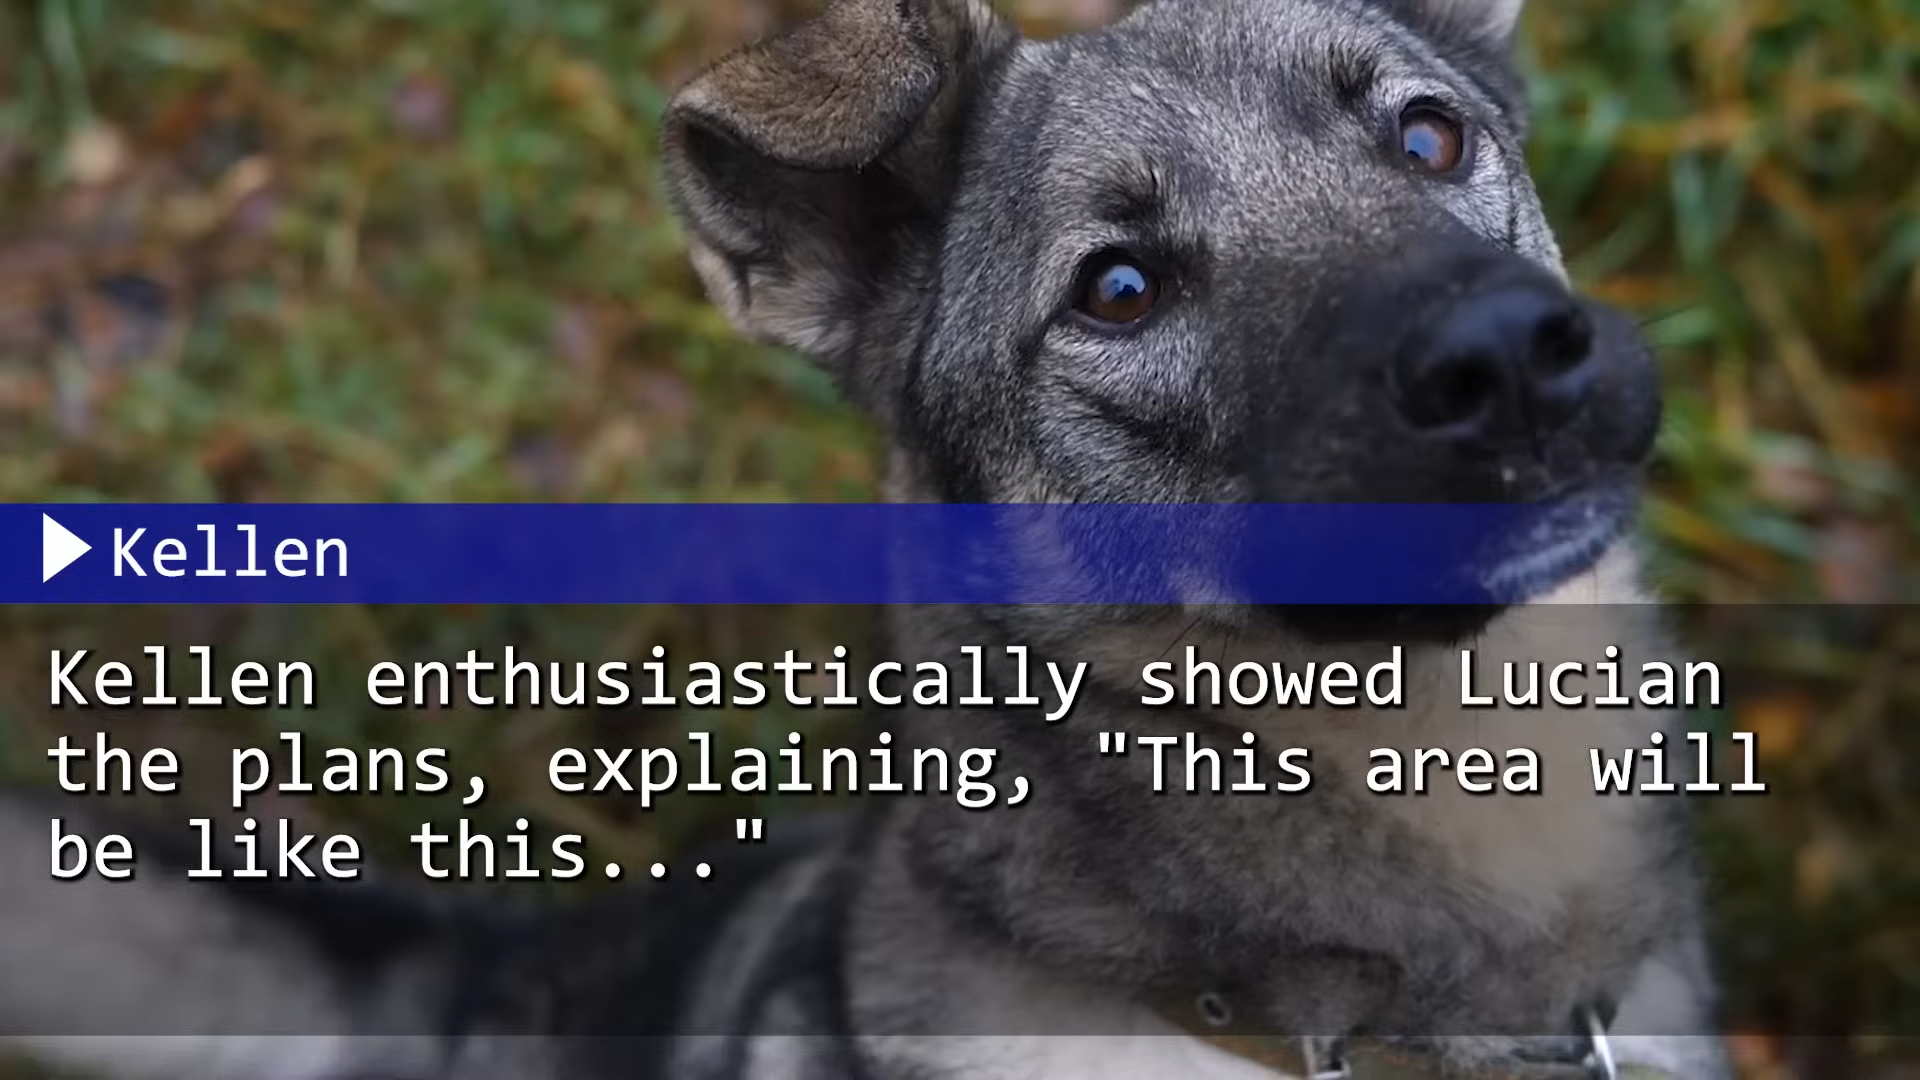 Kellen
Kellen enthusiastically showed Lucian
the plans, explaining, "This area will
be like this..."